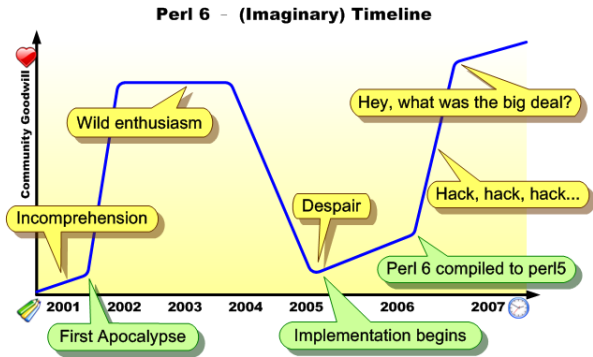 Perl 6 - (Imaginary) Timeline
Community Goodwill
Hey, what was the big deal?
Wild enthusiasm
Hack, hack, hack...
Despair
Incomprehension
Perl 6 compiled to perl5
2001 2002 2003 2004 2005 2006 2007
First Apocalypse
Implementation begins